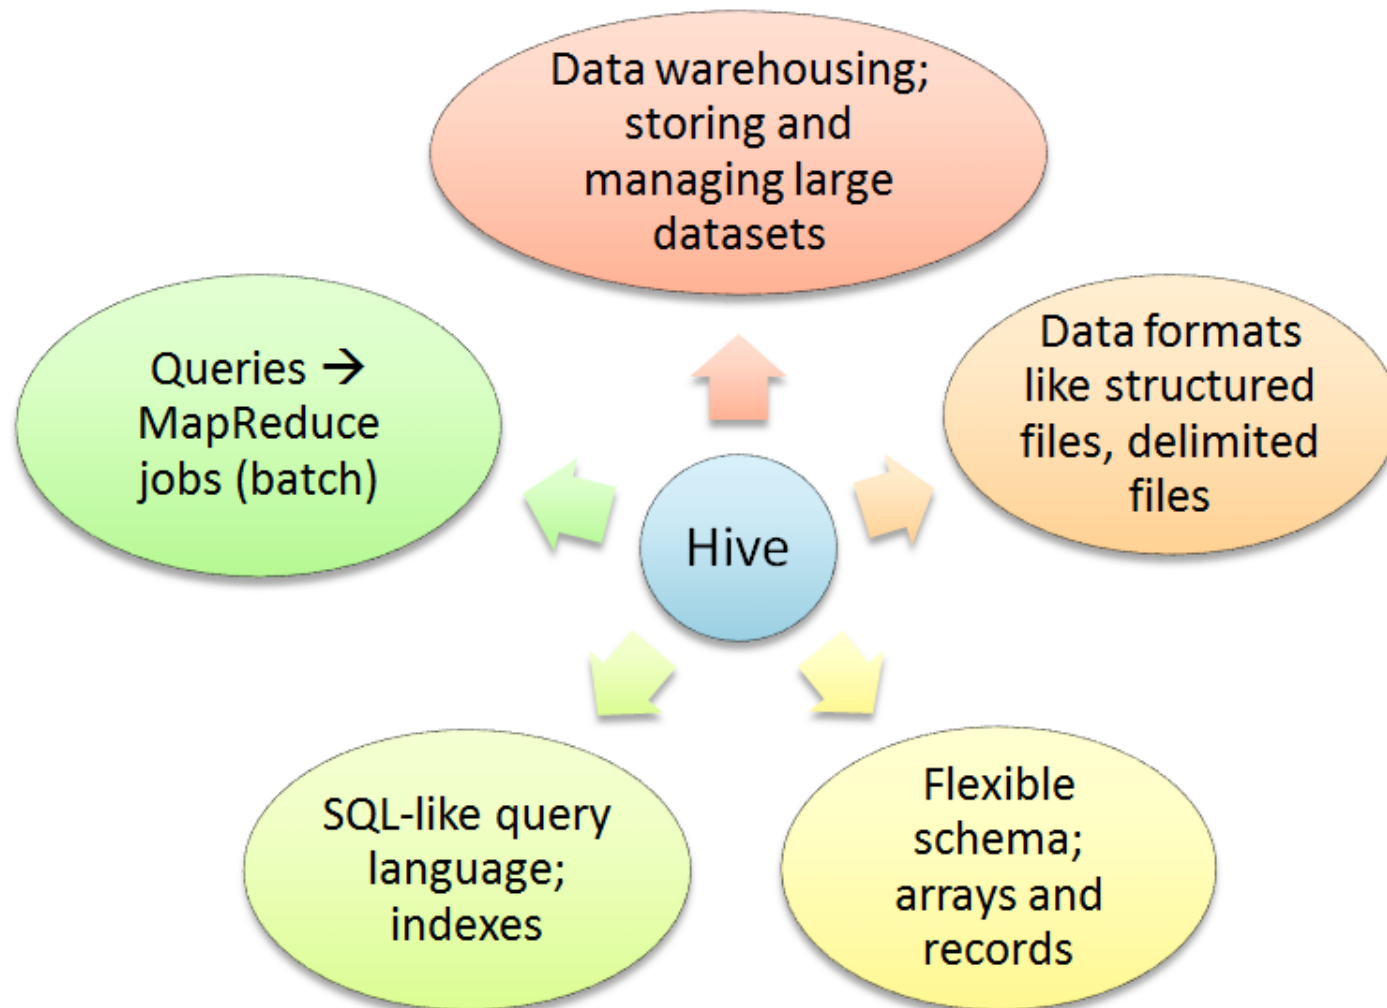 Data warehousing;
storing and
managing large
datasets
Data formats
like structured
files, delimited
files
Queries →
MapReduce
jobs (batch)
Hive
SQL-like query
language;
indexes
Flexible
schema;
arrays and
records